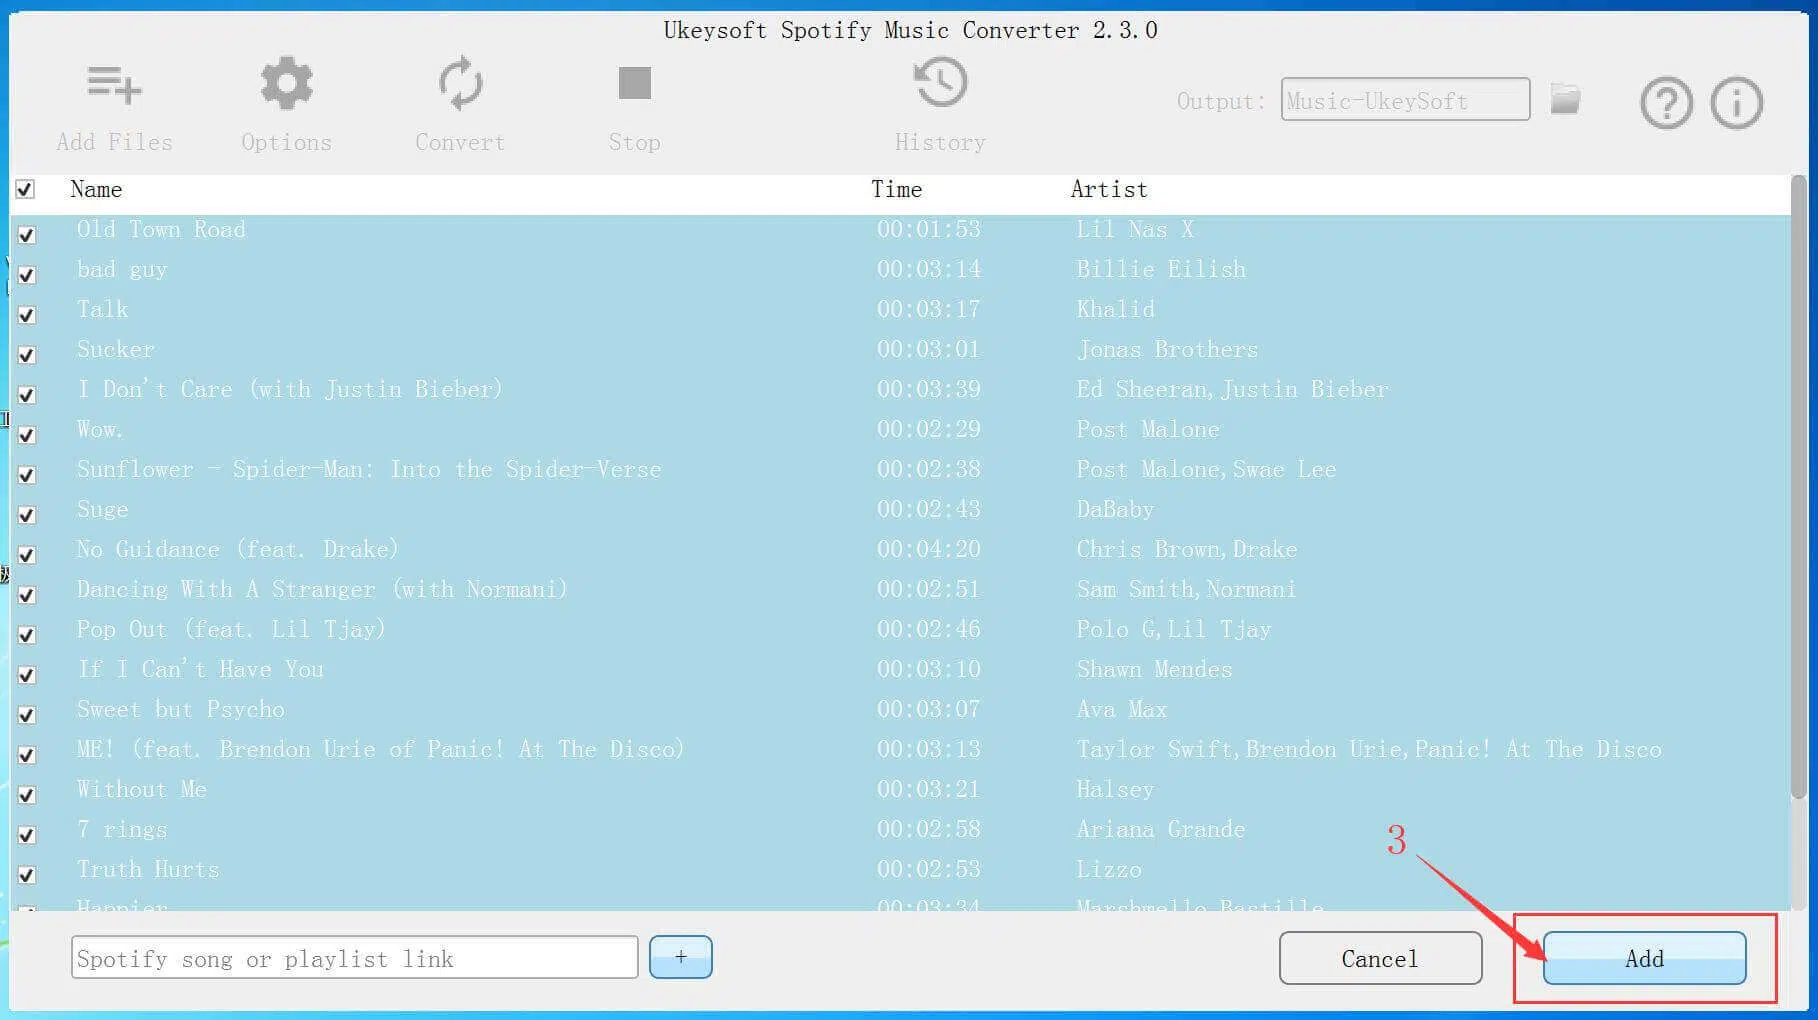 Ukeysoft Spotify Music Converter 2.3.0
Add Files Options Convert Stop History Output: Music-UkeySoft
Name Time Artist
Old Town Road 00:01:53 Lil Nas X
bad guy 00:03:14 Billie Eilish
Talk 00:03:17 Khalid
Sucker 00:03:01 Jonas Brothers
I Don't Care (with Justin Bieber) 00:03:39 Ed Sheeran,Justin Bieber
Wow. 00:02:29 Post Malone
Sunflower - Spider-Man: Into the Spider-Verse 00:02:38 Post Malone,Swae Lee
Suge 00:02:43 DaBaby
No Guidance (feat. Drake) 00:04:20 Chris Brown,Drake
Dancing With A Stranger (with Normani) 00:02:51 Sam Smith,Normani
Pop Out (feat. Lil Tjay) 00:02:46 Polo G,Lil Tjay
If I Can't Have You 00:03:10 Shawn Mendes
Sweet but Psycho 00:03:07 Ava Max
ME! (feat. Brendon Urie of Panic! At The Disco) 00:03:13 Taylor Swift,Brendon Urie,Panic! At The Disco
Without Me 00:03:21 Halsey
7 rings 00:02:58 Ariana Grande
3
Truth Hurts 00:02:53 Lizzo
Happier 00:03:34 Marshmello,Bastille
Spotify song or playlist link + Cancel Add